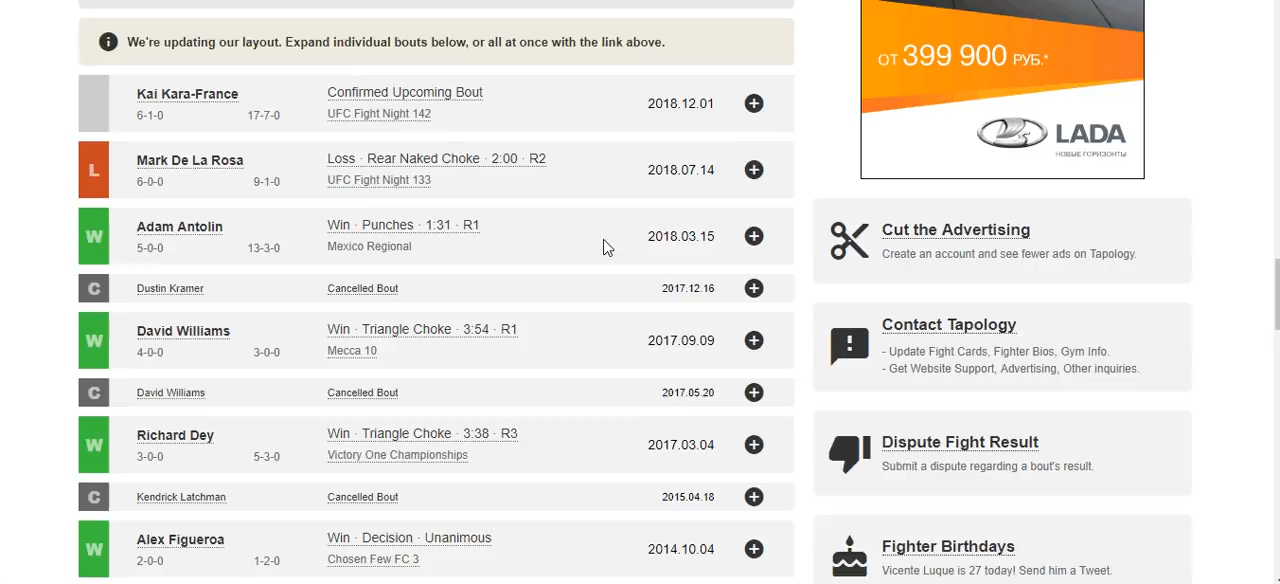 We're updating our layout. Expand individual bouts below, or all at once with the link above.
Kai Kara-France
6-1-0 17-7-0
Confirmed Upcoming Bout
UFC Fight Night 142
2018.12.01
L
Mark De La Rosa
6-0-0 9-1-0
Loss · Rear Naked Choke · 2:00 · R2
UFC Fight Night 133
2018.07.14
W
Adam Antolin
5-0-0 13-3-0
Win · Punches · 1:31 · R1
Mexico Regional
2018.03.15
C
Dustin Kramer
Cancelled Bout
2017.12.16
W
David Williams
4-0-0 3-0-0
Win · Triangle Choke · 3:54 · R1
Mecca 10
2017.09.09
C
David Williams
Cancelled Bout
2017.05.20
W
Richard Dey
3-0-0 5-3-0
Win · Triangle Choke · 3:38 · R3
Victory One Championships
2017.03.04
C
Kendrick Latchman
Cancelled Bout
2015.04.18
W
Alex Figueroa
2-0-0 1-2-0
Win · Decision · Unanimous
Chosen Few FC 3
2014.10.04
ОТ 399 900 РУБ.*
LADA
НОВЫЕ ГОРИЗОНТЫ
Cut the Advertising
Create an account and see fewer ads on Tapology.
Contact Tapology
- Update Fight Cards, Fighter Bios, Gym Info.
- Get Website Support, Advertising, Other inquiries.
Dispute Fight Result
Submit a dispute regarding a bout's result.
Fighter Birthdays
Vicente Luque is 27 today! Send him a Tweet.